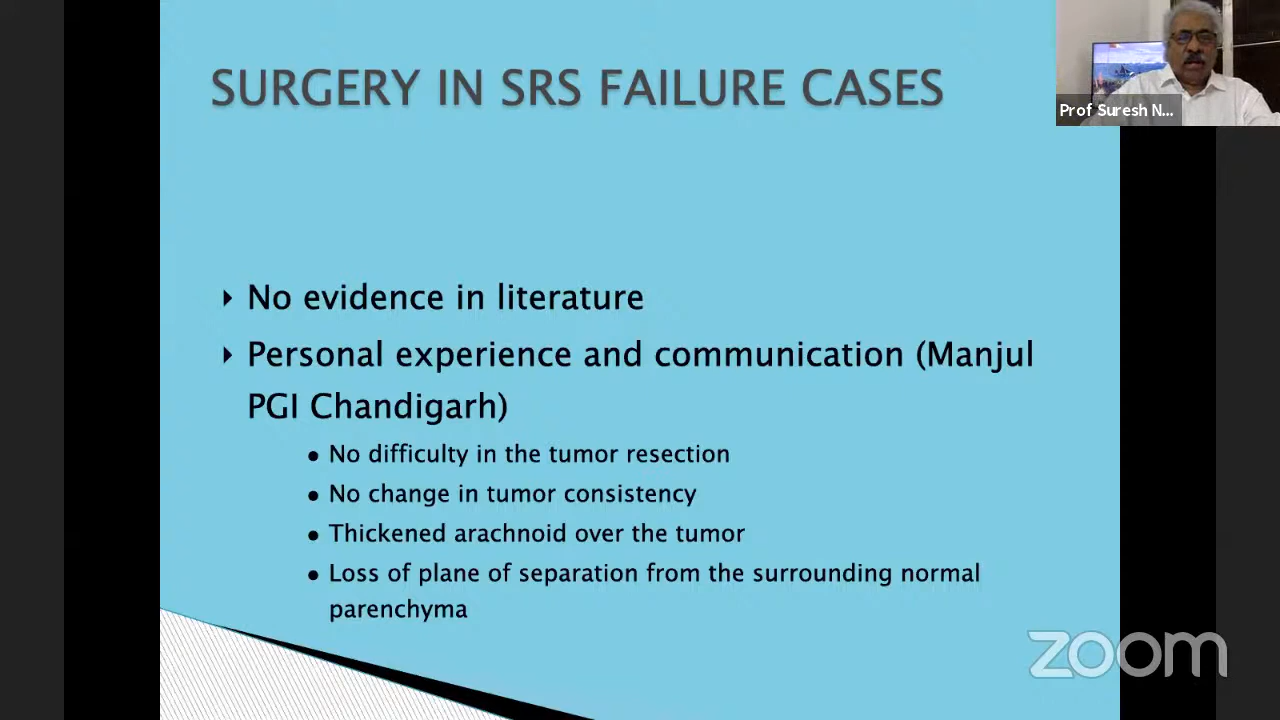 SURGERY IN SRS FAILURE CASES
Prof Suresh N...
No evidence in literature
Personal experience and communication (Manjul
PGI Chandigarh)
No difficulty in the tumor resection
No change in tumor consistency
Thickened arachnoid over the tumor
Loss of plane of separation from the surrounding normal
parenchyma
zoom